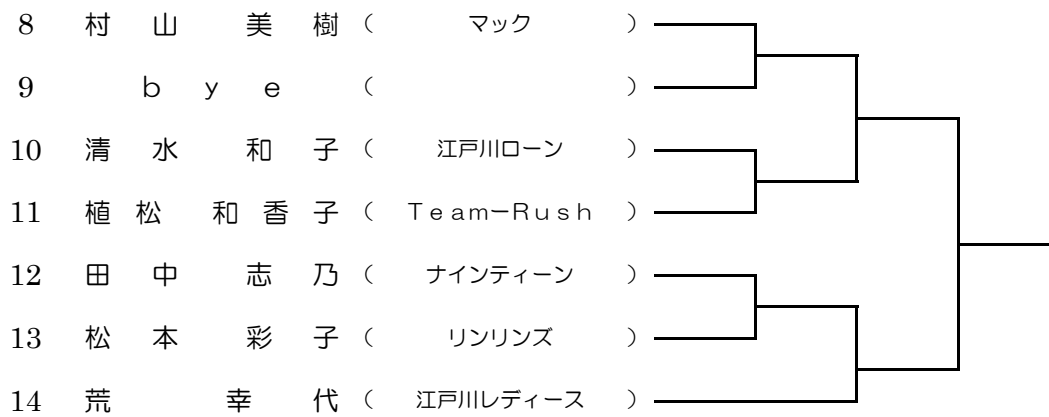 8 村 山 美 樹 ( マック )
9 ｂ ｙ ｅ ( )
10 清 水 和 子 ( 江戸川ローン )
11 植 松 和 香 子 ( Ｔｅａｍ－Ｒｕｓｈ )
12 田 中 志 乃 ( ナインティーン )
13 松 本 彩 子 ( リンリンズ )
14 荒 幸 代 ( 江戸川レディース )